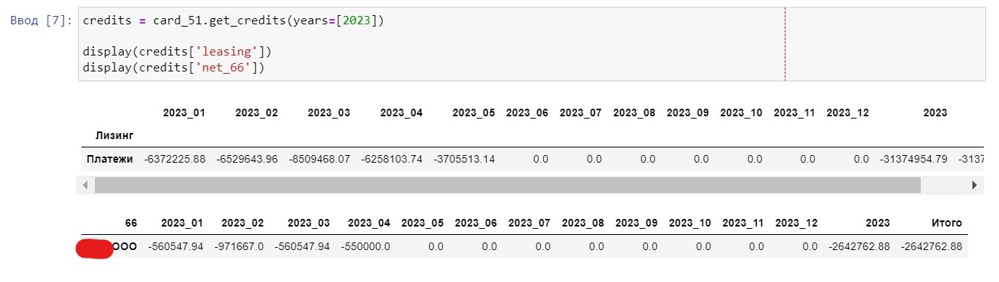 Ввод [7]: credits = card_51.get_credits(years=[2023])
display(credits['leasing'])
display(credits['net_66'])
2023_01 2023_02 2023_03 2023_04 2023_05 2023_06 2023_07 2023_08 2023_09 2023_10 2023_11 2023_12 2023
Лизинг
Платежи -6372225.88 -6529643.96 -8509468.07 -6258103.74 -3705513.14 0.0 0.0 0.0 0.0 0.0 0.0 0.0 -31374954.79 -3137
66 2023_01 2023_02 2023_03 2023_04 2023_05 2023_06 2023_07 2023_08 2023_09 2023_10 2023_11 2023_12 2023 Итого
ООО -560547.94 -971667.0 -560547.94 -550000.0 0.0 0.0 0.0 0.0 0.0 0.0 0.0 0.0 -2642762.88 -2642762.88